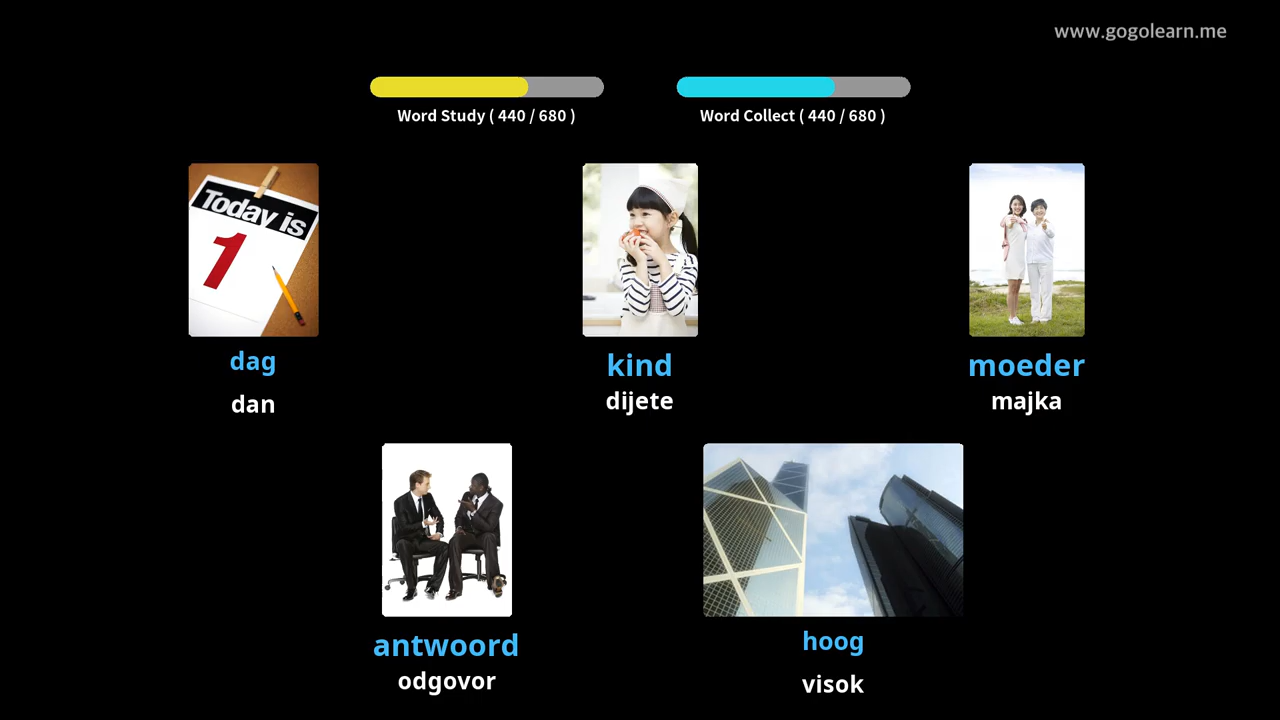 www.gogolearn.me
Word Study ( 440 / 680 )
Word Collect ( 440 / 680 )
Today is
1
dag
dan
kind
dijete
moeder
majka
antwoord
odgovor
hoog
visok